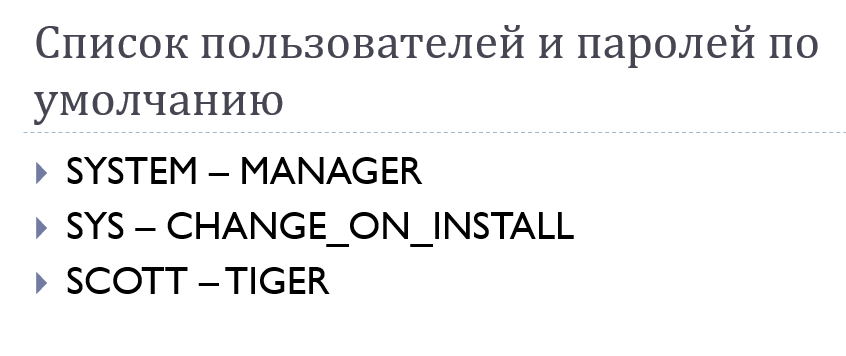 Список пользователей и паролей по
умолчанию
SYSTEM – MANAGER
SYS – CHANGE_ON_INSTALL
SCOTT – TIGER